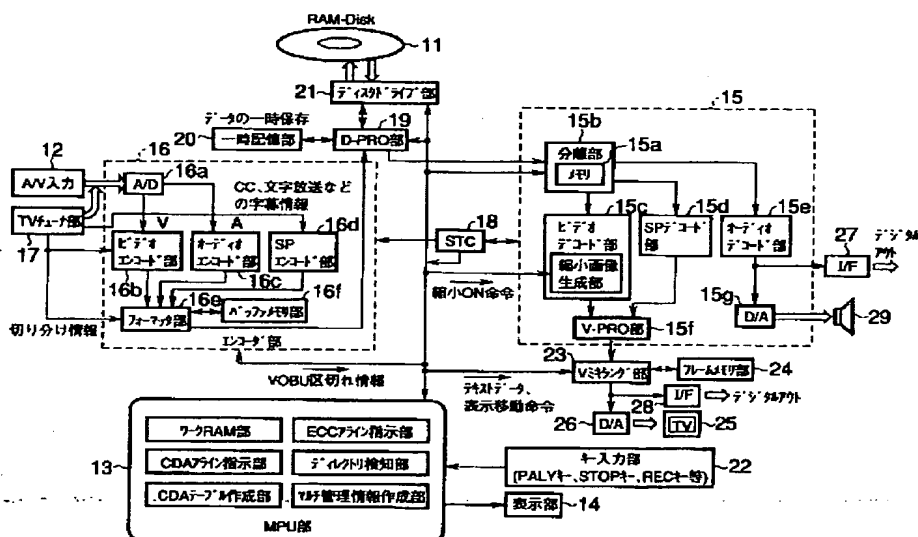 RAM-Disk
11
21
ディスクドライブ部
データの一時保存
20
一時記憶部
D-PRO部
19
12
A/V入力
16
16a
A/D
CC、文字放送など
の字幕情報
V
A
16d
TVチューナ部
17
ビデオ
エンコード部
16b
オーディオ
エンコード部
16c
SP
エンコード部
16e
16f
切り分け情報
フォーマッタ部
バッファメモリ部
エンコーダ部
VOBU区切れ情報
18
STC
縮小ON命令
15
15b
分離部
15a
メモリ
15c
ビデオ
デコード部
縮小画像
生成部
15d
SPデコード部
15e
オーディオ
デコード部
27
I/F
デジタル
アウト
15g
D/A
29
V-PRO部
15f
23
Vミキシング部
フレームメモリ部
24
テキストデータ、
表示移動命令
28
I/F
デジタルアウト
26
D/A
TV
25
13
ワークRAM部
ECCアライン指示部
CDAアライン指示部
ディレクトリ検知部
CDAテーブル作成部
マルチ管理情報作成部
MPU部
キー入力部
(PALYキー、STOPキー、RECキー等)
22
表示部
14